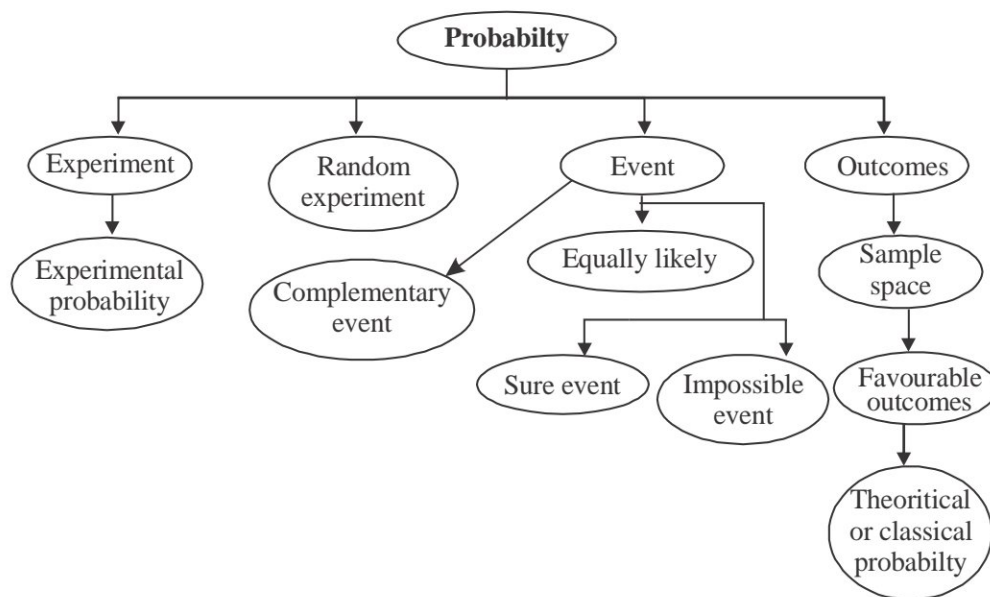 Probabilty
Experiment
Random
experiment
Event
Outcomes
Experimental
probability
Complementary
event
Equally likely
Sample
space
Sure event
Impossible
event
Favourable
outcomes
Theoritical
or classical
probabilty